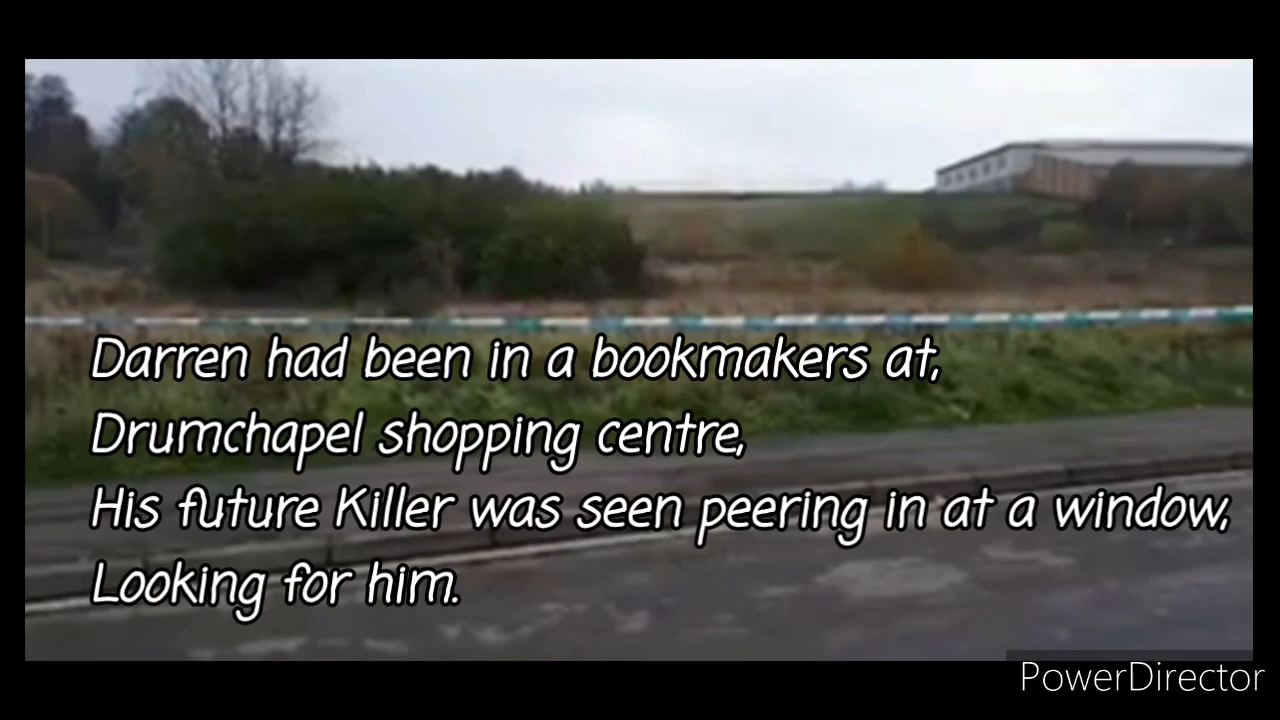 Darren had been in a bookmakers at,
Drumchapel shopping centre,
His future Killer was seen peering in at a window,
Looking for him.
PowerDirector